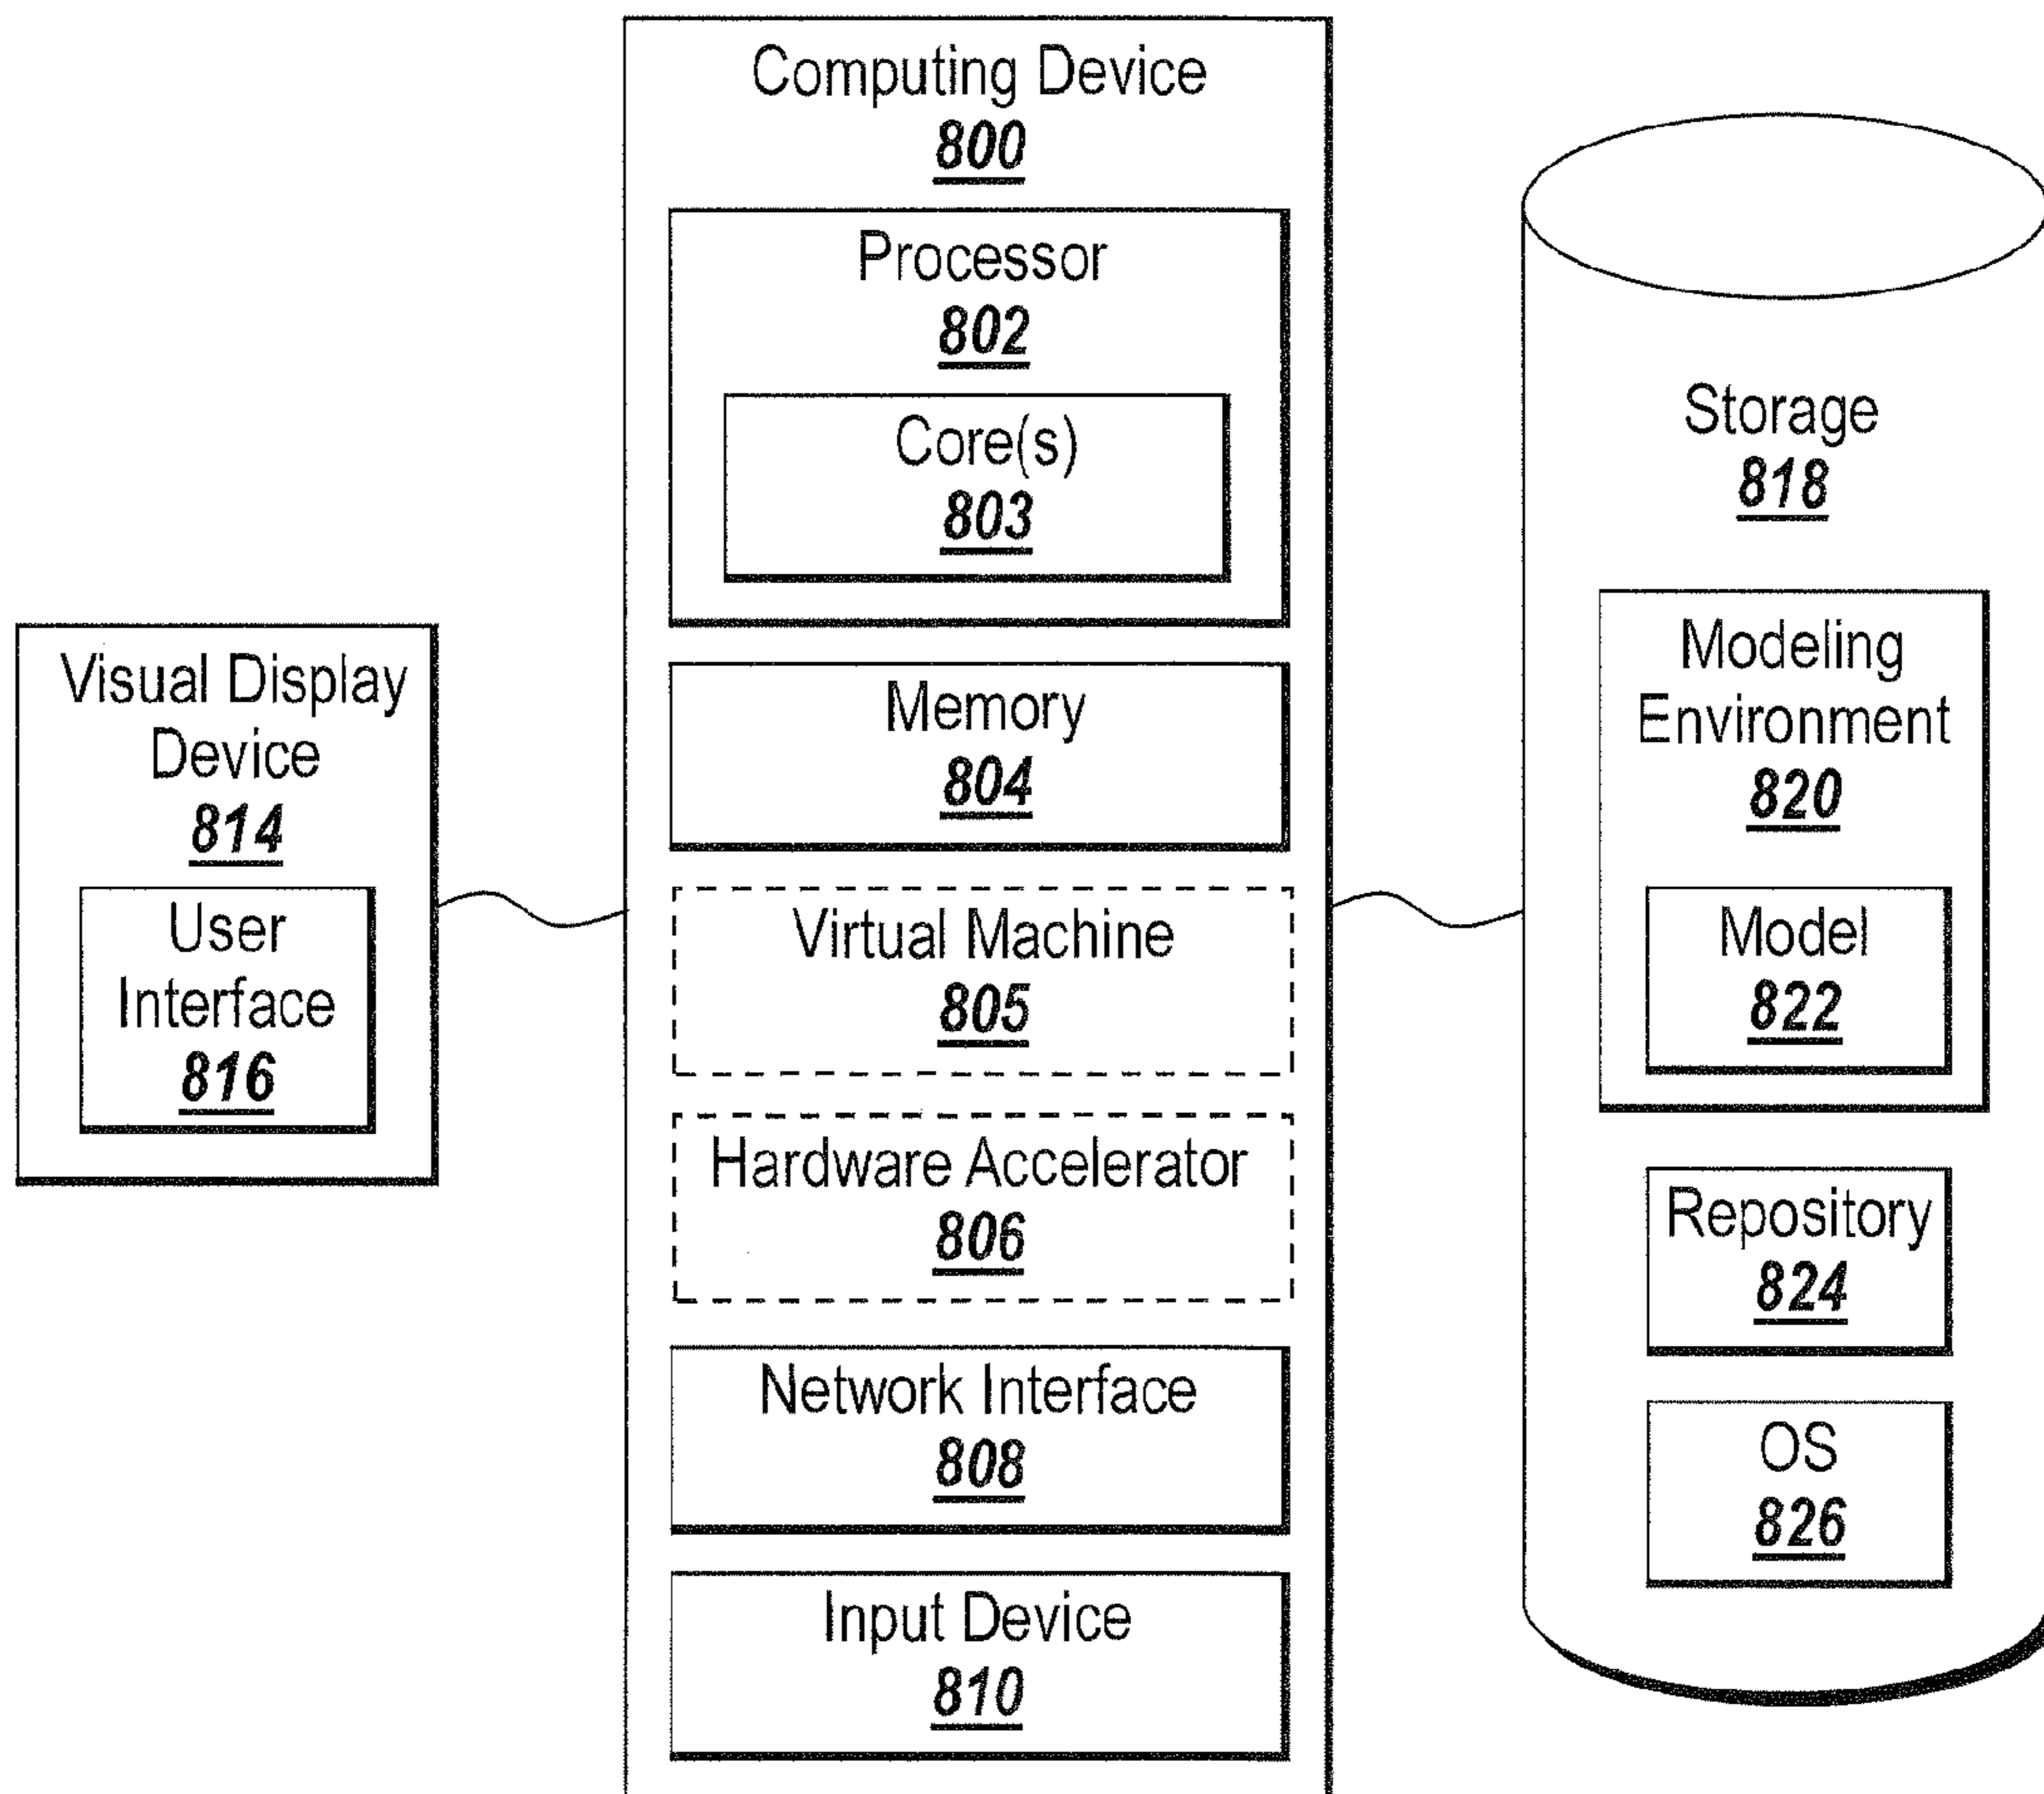 Computing Device
800
Processor
802
Core(s)
803
Memory
804
Virtual Machine
805
Hardware Accelerator
806
Network Interface
808
Input Device
810
Visual Display
Device
814
User
Interface
816
Storage
818
Modeling
Environment
820
Model
822
Repository
824
OS
826